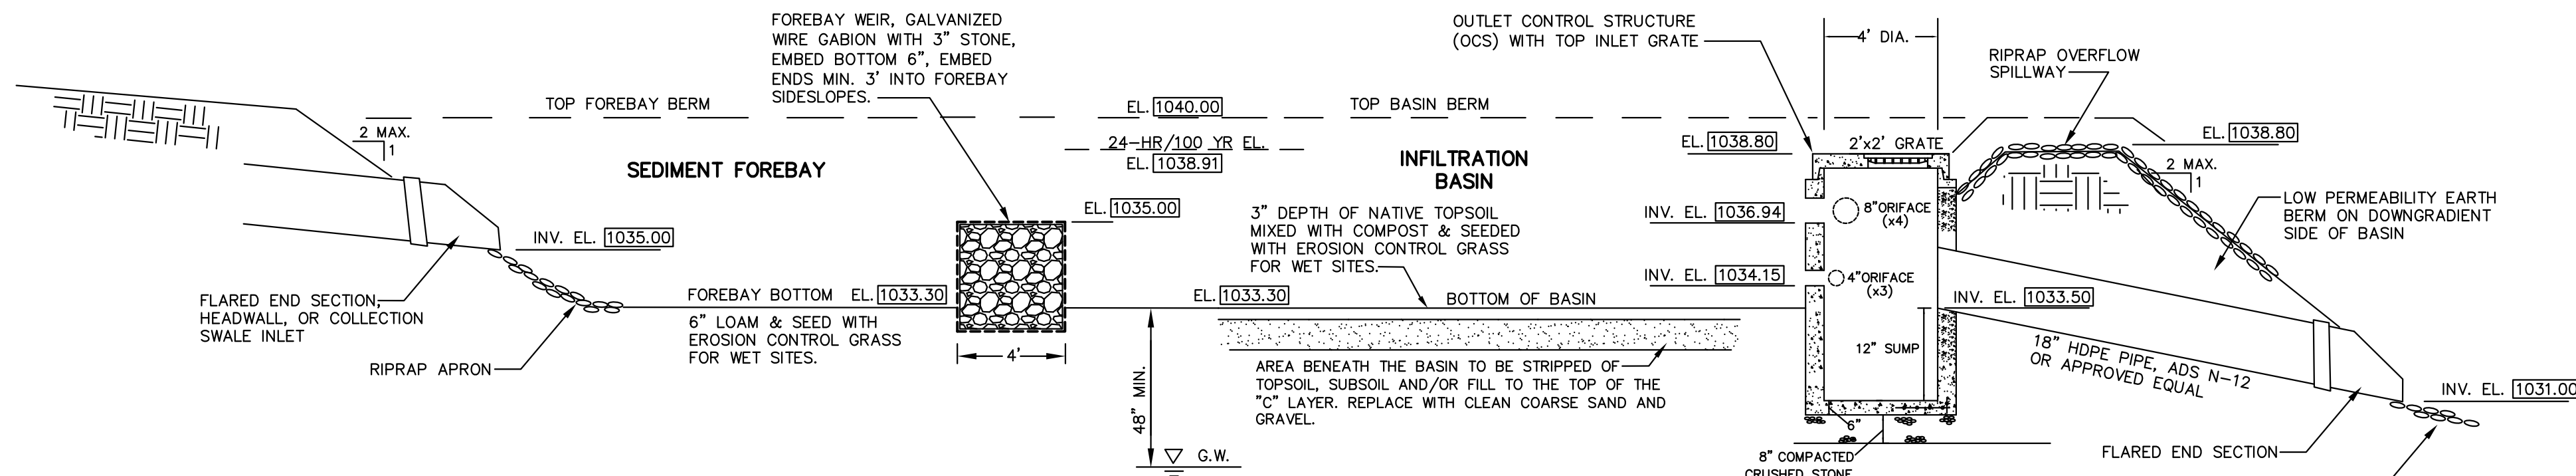 FOREBAY WEIR, GALVANIZED
WIRE GABION WITH 3" STONE,
EMBED BOTTOM 6", EMBED
ENDS MIN. 3' INTO FOREBAY
SIDESLOPES.
OUTLET CONTROL STRUCTURE
(OCS) WITH TOP INLET GRATE
4' DIA.
RIPRAP OVERFLOW
SPILLWAY
TOP FOREBAY BERM
EL. 1040.00
TOP BASIN BERM
2 MAX.
1
24-HR/100 YR EL.
EL. 1038.91
EL. 1038.80
2'x2' GRATE
EL. 1038.80
SEDIMENT FOREBAY
INFILTRATION
BASIN
2 MAX.
1
LOW PERMEABILITY EARTH
BERM ON DOWNGRADIENT
SIDE OF BASIN
EL. 1035.00
3" DEPTH OF NATIVE TOPSOIL
MIXED WITH COMPOST & SEEDED
WITH EROSION CONTROL GRASS
FOR WET SITES.
INV. EL. 1036.94
8"ORIFACE
(x4)
INV. EL. 1035.00
INV. EL. 1034.15
4"ORIFACE
(x3)
FLARED END SECTION,
HEADWALL, OR COLLECTION
SWALE INLET
FOREBAY BOTTOM EL. 1033.30
EL. 1033.30
BOTTOM OF BASIN
INV. EL. 1033.50
6" LOAM & SEED WITH
EROSION CONTROL GRASS
FOR WET SITES.
RIPRAP APRON
4'
48" MIN.
AREA BENEATH THE BASIN TO BE STRIPPED OF
TOPSOIL, SUBSOIL AND/OR FILL TO THE TOP OF THE
"C" LAYER. REPLACE WITH CLEAN COARSE SAND AND
GRAVEL.
12" SUMP
18" HDPE PIPE, ADS N-12
OR APPROVED EQUAL
INV. EL. 1031.00
6"
G.W.
8" COMPACTED
CRUSHED STONE
FLARED END SECTION